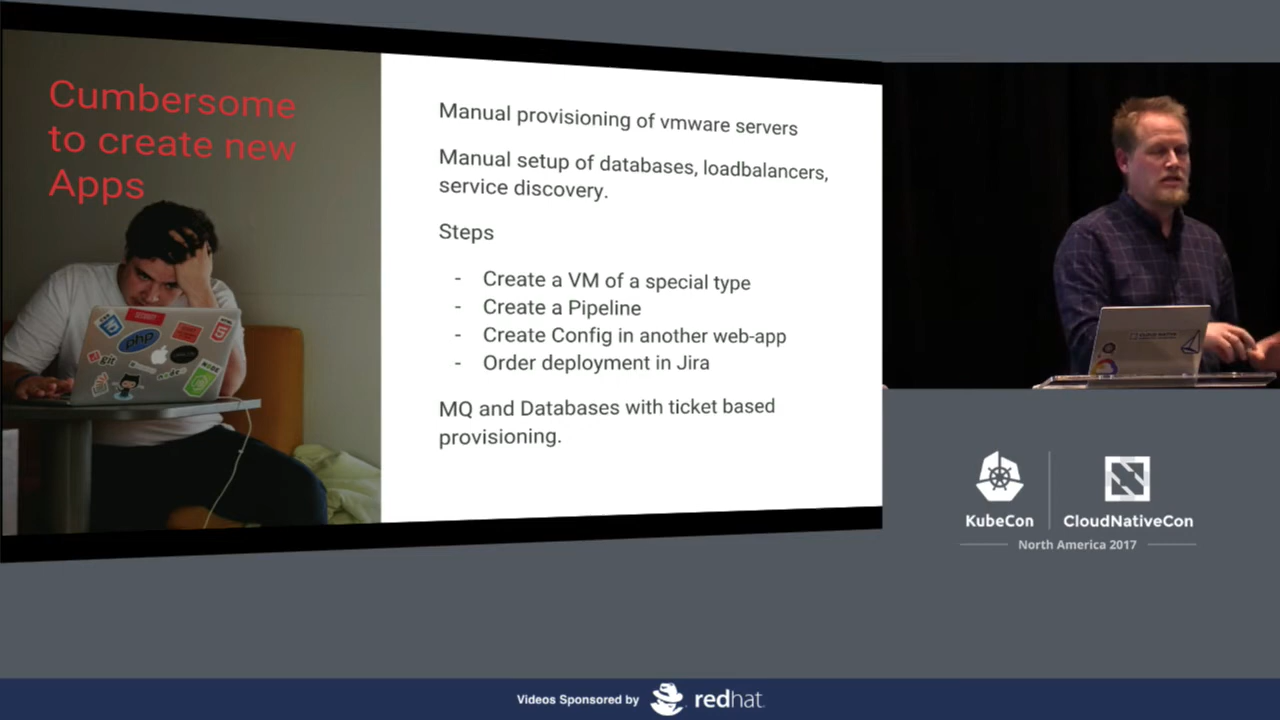 Cumbersome
to create new
Apps
Manual provisioning of vmware servers
Manual setup of databases, loadbalancers,
service discovery.
Steps
- Create a VM of a special type
- Create a Pipeline
- Create Config in another web-app
- Order deployment in Jira
MQ and Databases with ticket based
provisioning.
php
git
node
KubeCon
CloudNativeCon
North America 2017
Videos Sponsored by
redhat